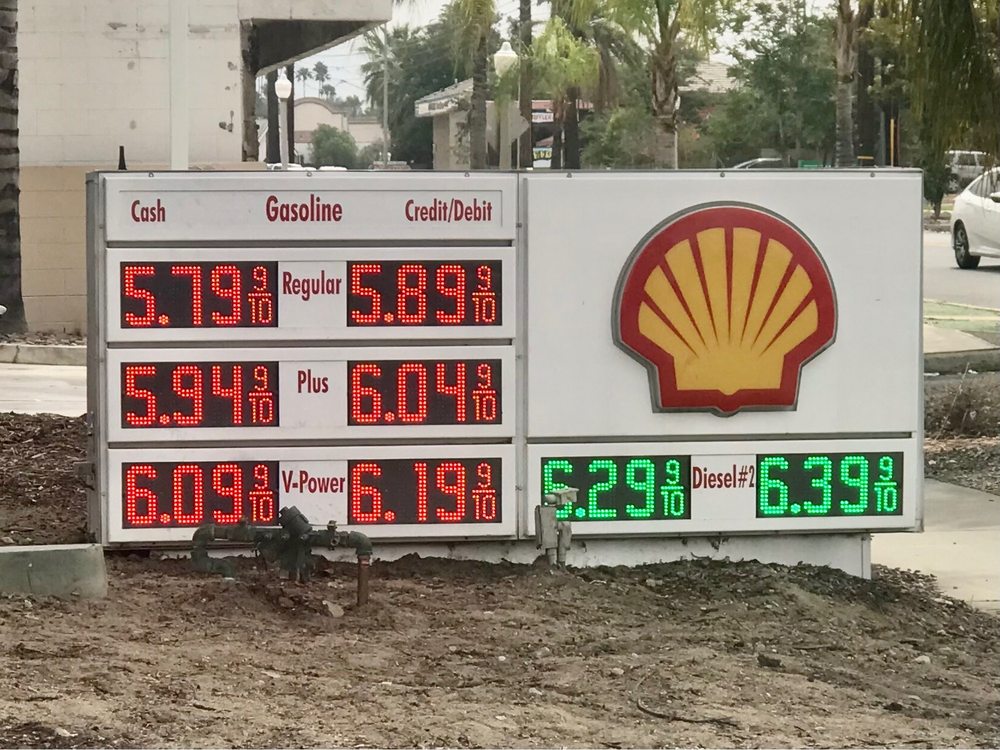 Cash Gasoline Credit/Debit
5.79 9/10 Regular 5.89 9/10
5.94 9/10 Plus 6.04 9/10
6.09 9/10 V-Power 6.19 9/10
6.29 9/10 Diesel#2 6.39 9/10